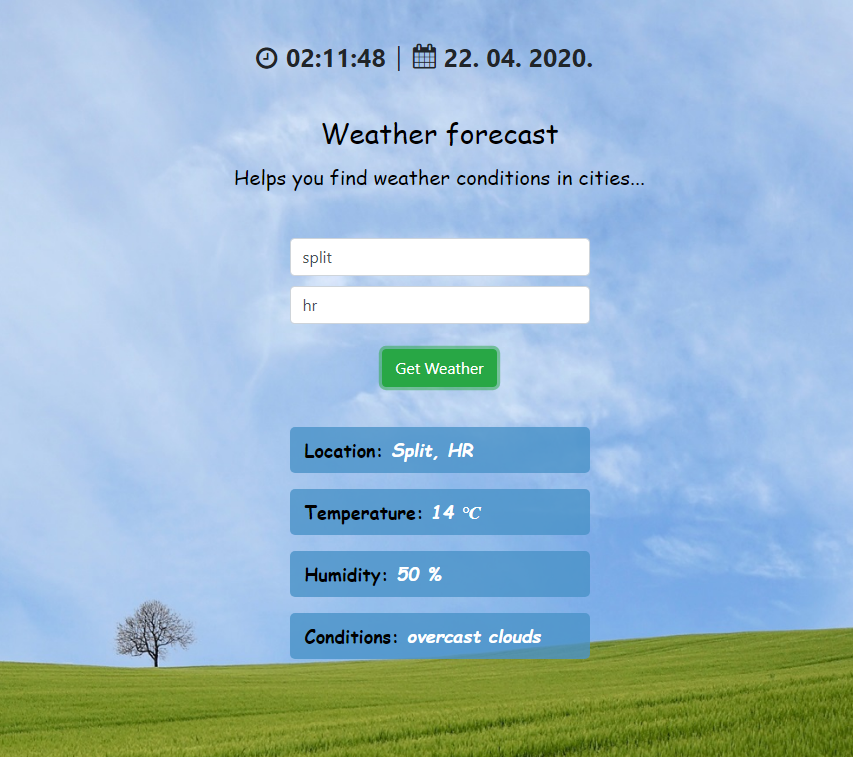 02:11:48 | 22. 04. 2020.
Weather forecast
Helps you find weather conditions in cities...
split
hr
Get Weather
Location: Split, HR
Temperature: 14 °C
Humidity: 50 %
Conditions: overcast clouds